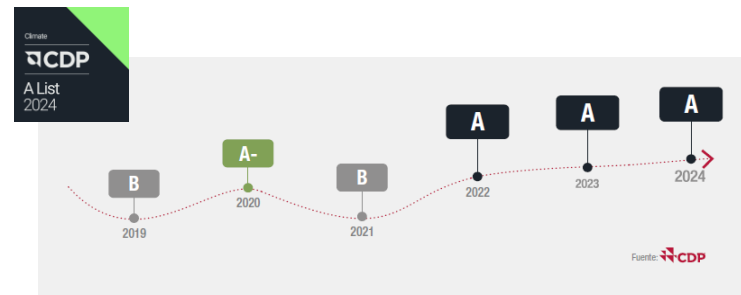 Climate
CDP
A List
2024
B
2019
A-
2020
B
2021
A
2022
A
2023
A
2024
Fuente: CDP